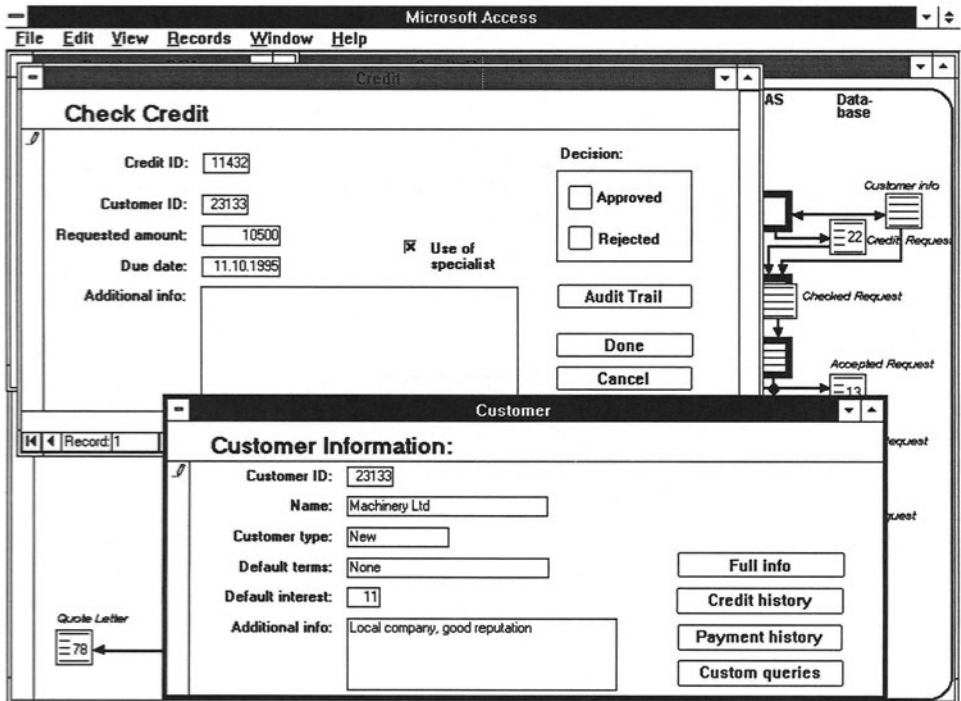 Microsoft Access
File Edit View Records Window Help
Credit
Check Credit
Credit ID: 11432
Customer ID: 23133
Requested amount: 10500
Due date: 11.10.1995
Additional info:
Use of
specialist
Decision:
Approved
Rejected
Audit Trail
Done
Cancel
Record: 1
AS
Data-
base
Customer info
22
Credit Request
Checked Request
Accepted Request
13
Customer
Customer Information:
Customer ID: 23133
Name: Machinery Ltd
Customer type: New
Default terms: None
Default interest: 11
Additional info: Local company, good reputation
Full info
Credit history
Payment history
Custom queries
Quote Letter
78